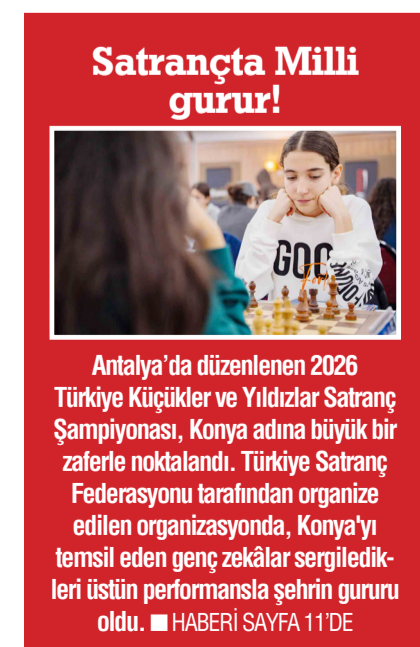 Satrançta Milli
gurur!
GOO
Antalya’da düzenlenen 2026
Türkiye Küçükler ve Yıldızlar Satranç
Şampiyonası, Konya adına büyük bir
zaferle noktalandı. Türkiye Satranç
Federasyonu tarafından organize
edilen organizasyonda, Konya'yı
temsil eden genç zekâlar sergiledik-
leri üstün performansla şehrin gururu
oldu. ■ HABERİ SAYFA 11’DE